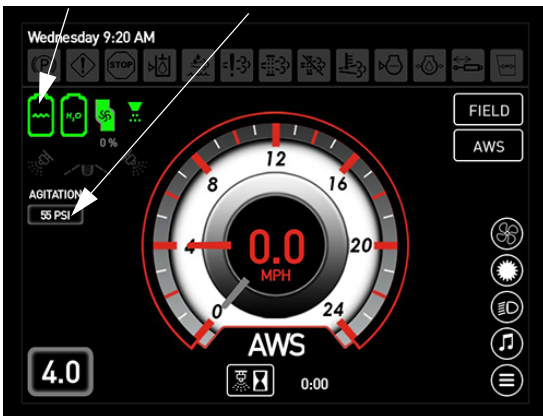 Wednesday 9:20 AM
P
STOP
H₂O
0 %
FIELD
AWS
AGITATION
55 PSI
12
8
16
4
20
0.0
MPH
0
24
AWS
4.0
0:00